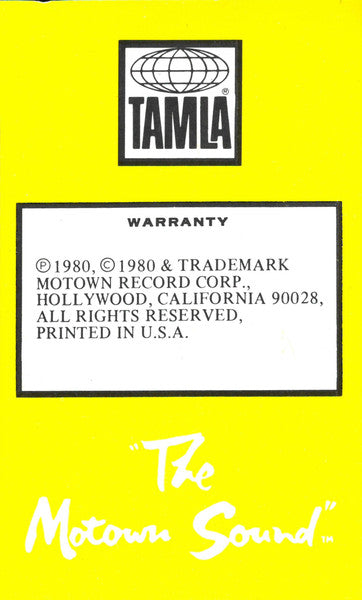 TAMLA®
WARRANTY
℗1980, ©1980 & TRADEMARK
MOTOWN RECORD CORP.,
HOLLYWOOD, CALIFORNIA 90028,
ALL RIGHTS RESERVED,
PRINTED IN U.S.A.
"The
Motown Sound"™